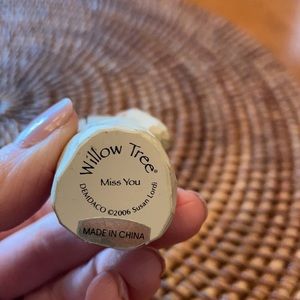 Willow Tree®
Miss You
DEMDACO ©2006 Susan Lordi
MADE IN CHINA